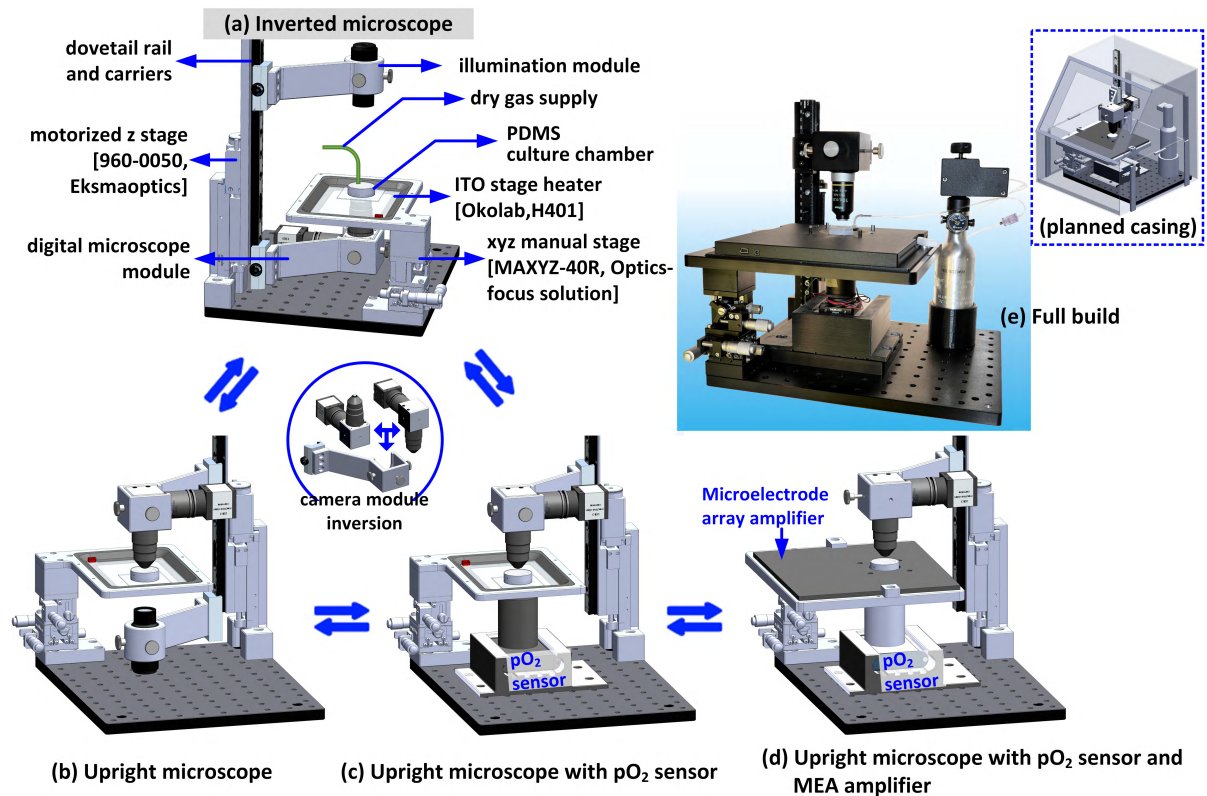 (a) Inverted microscope
dovetail rail
and carriers
illumination module
dry gas supply
motorized z stage
[960-0050,
Eksmaoptics]
PDMS
culture chamber
ITO stage heater
[Okolab,H401]
digital microscope
module
xyz manual stage
[MAXYZ-40R, Optics-
focus solution]
(planned casing)
(e) Full build
camera module
inversion
Microelectrode
array amplifier
pO₂
sensor
pO₂
sensor
(b) Upright microscope
(c) Upright microscope with pO₂ sensor
(d) Upright microscope with pO₂ sensor and
MEA amplifier